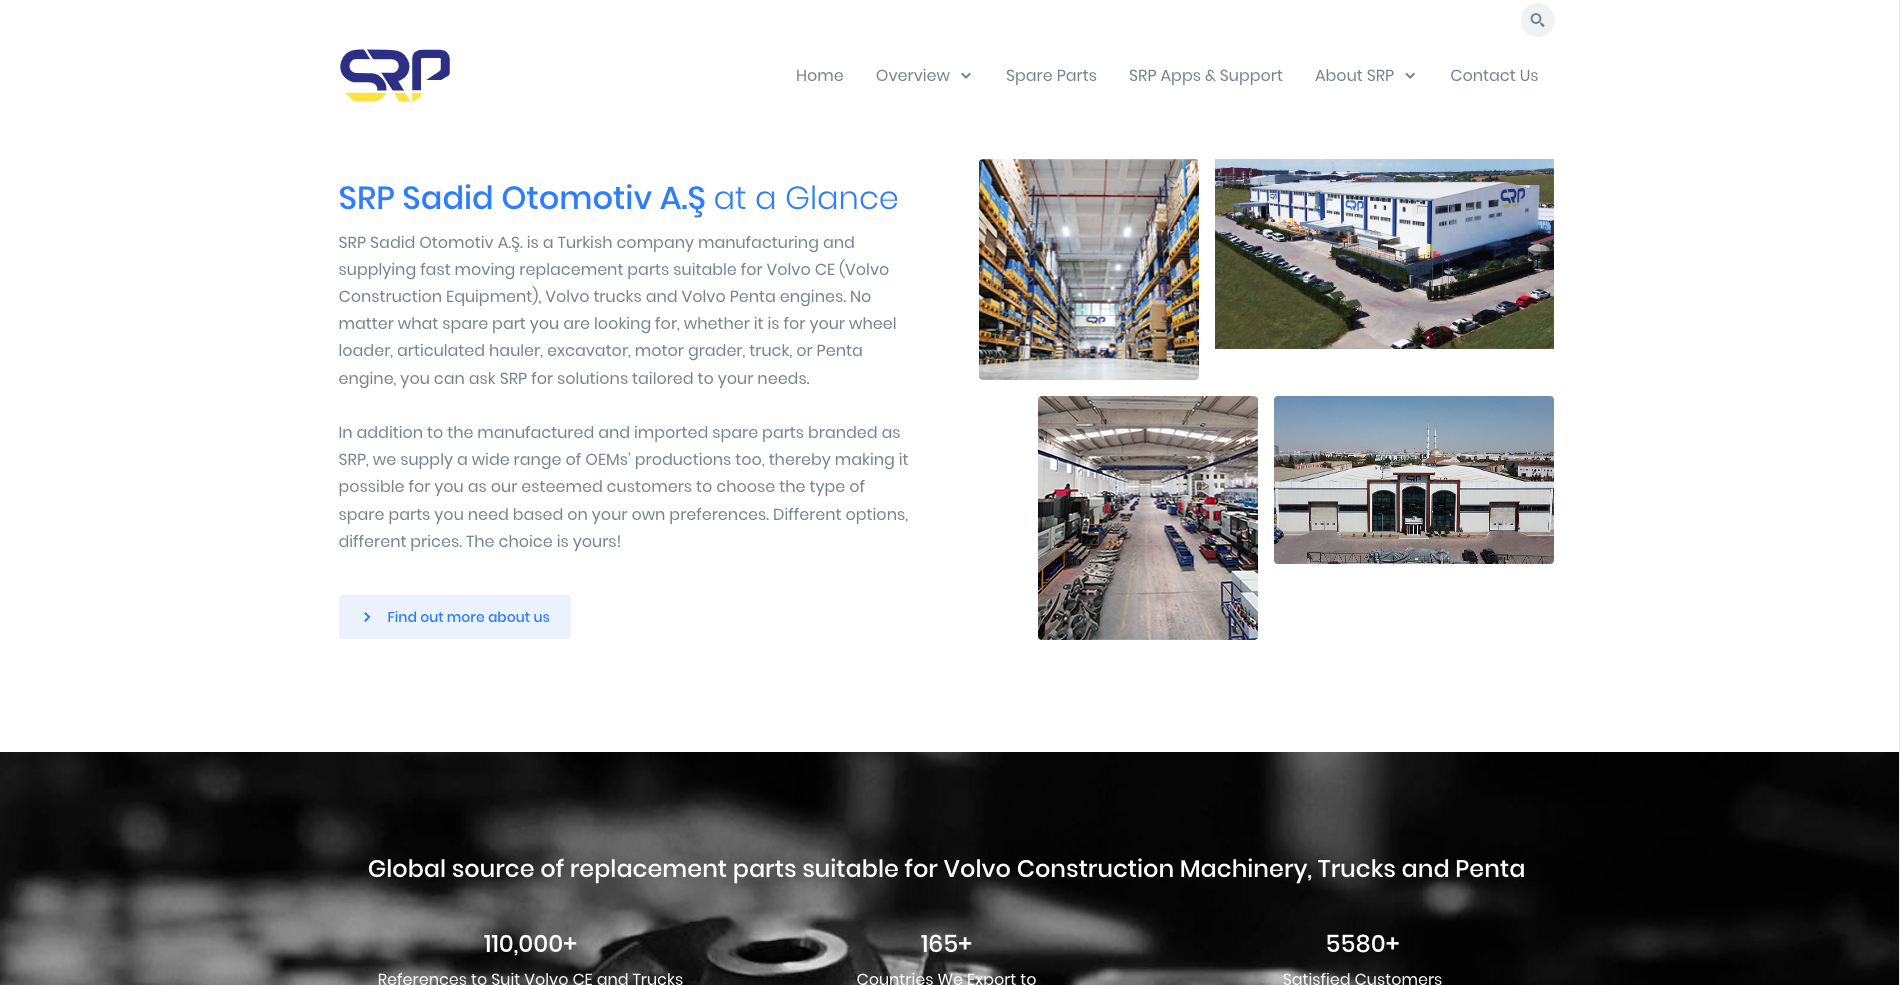 SRP
Home
Overview
Spare Parts
SRP Apps & Support
About SRP
Contact Us
SRP Sadid Otomotiv A.Ş at a Glance
SRP Sadid Otomotiv A.Ş. is a Turkish company manufacturing and
supplying fast moving replacement parts suitable for Volvo CE (Volvo
Construction Equipment), Volvo trucks and Volvo Penta engines. No
matter what spare part you are looking for, whether it is for your wheel
loader, articulated hauler, excavator, motor grader, truck, or Penta
engine, you can ask SRP for solutions tailored to your needs.
In addition to the manufactured and imported spare parts branded as
SRP, we supply a wide range of OEMs' productions too, thereby making it
possible for you as our esteemed customers to choose the type of
spare parts you need based on your own preferences. Different options,
different prices. The choice is yours!
Find out more about us
SRP
SRP
SRP
SRP
SRP
Global source of replacement parts suitable for Volvo Construction Machinery, Trucks and Penta
110,000+
References to Suit Volvo CE and Trucks
165+
Countries We Export to
5580+
Satisfied Customers